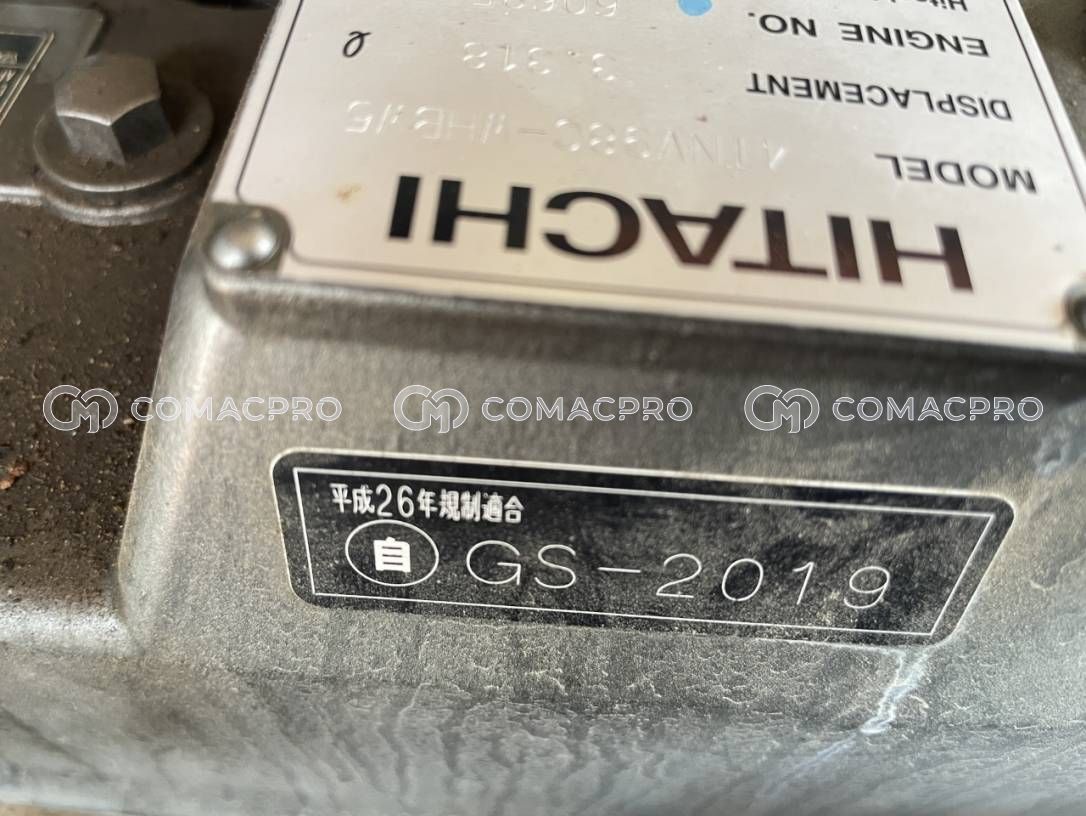 HITACHI
MODEL
DISPLACEMENT 3.318 ℓ
ENGINE NO.
COMACPRO COMACPRO COMACPRO
平成26年規制適合
自 GS-2019